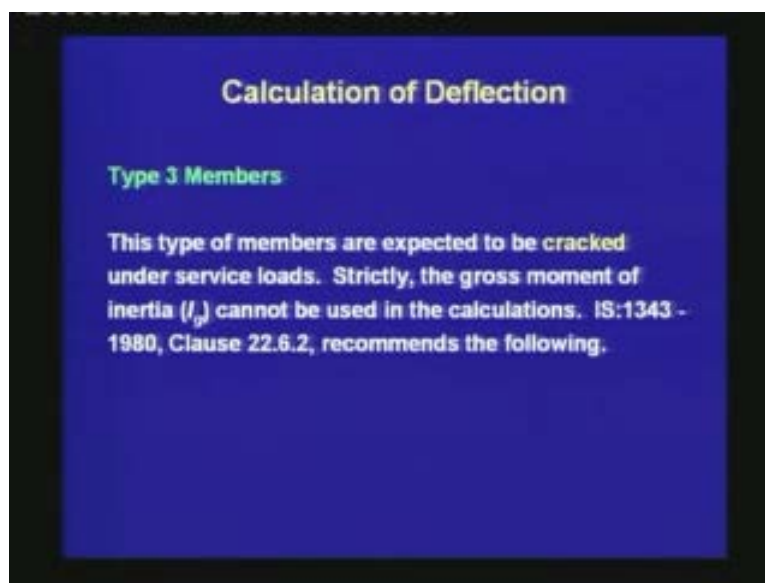 Calculation of Deflection
Type 3 Members
This type of members are expected to be cracked
under service loads. Strictly, the gross moment of
inertia (Ig) cannot be used in the calculations. IS:1343 -
1980, Clause 22.6.2, recommends the following.